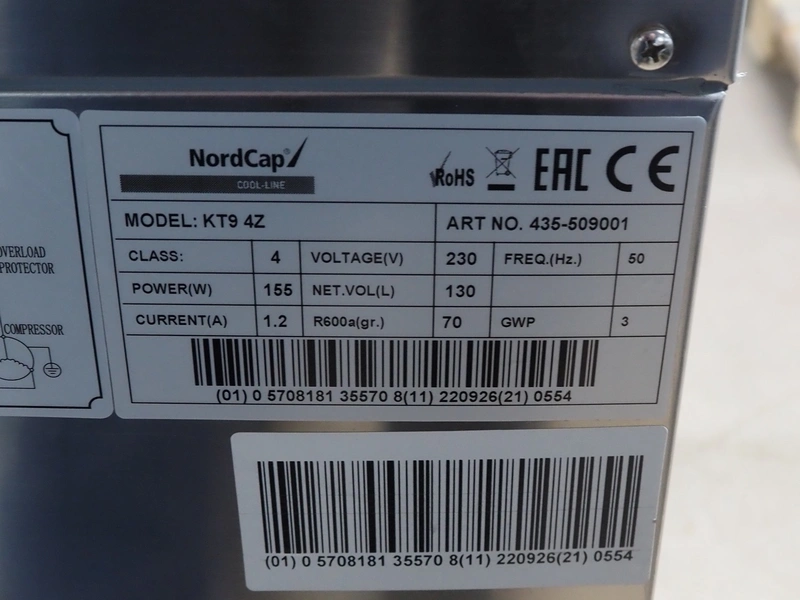 OVERLOAD
PROTECTOR
COMPRESSOR
NordCap®
COOL-LINE
RoHS EAC CE
MODEL: KT9 4Z ART NO. 435-509001
CLASS: 4 VOLTAGE(V) 230 FREQ.(Hz.) 50
POWER(W) 155 NET.VOL(L) 130
CURRENT(A) 1.2 R600a(gr.) 70 GWP 3
(01) 0 5708181 35570 8(11) 220926(21) 0554
(01) 0 5708181 35570 8(11) 220926(21) 0554